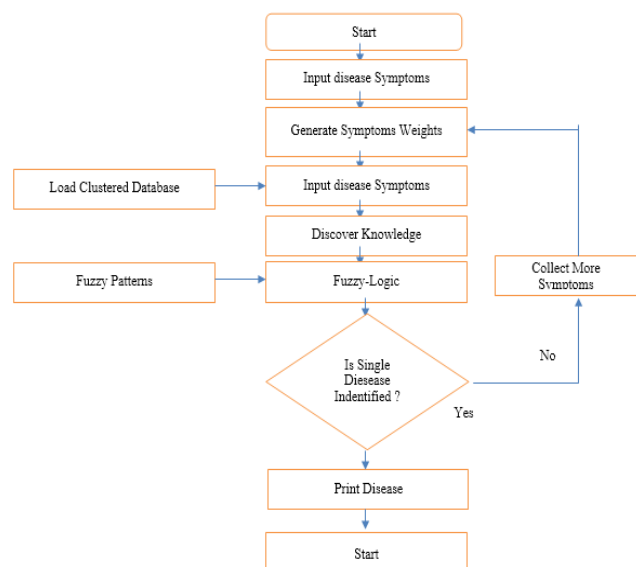 Start
Input disease Symptoms
Generate Symptoms Weights
Load Clustered Database
Input disease Symptoms
Discover Knowledge
Fuzzy Patterns
Fuzzy-Logic
Collect More
Symptoms
Is Single
Diesease
Indentified ?
No
Yes
Print Disease
Start